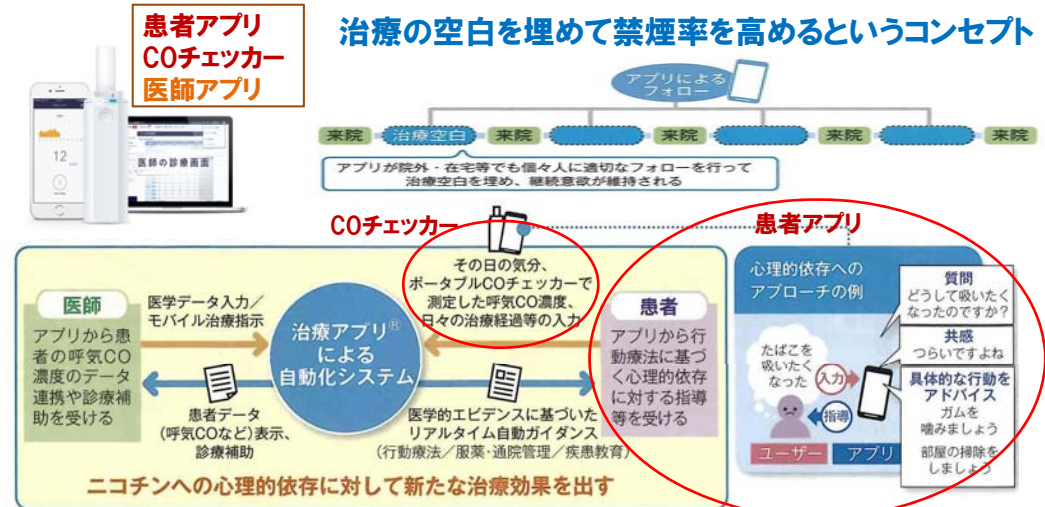 患者アプリ
COチェッカー
医師アプリ
治療の空白を埋めて禁煙率を高めるというコンセプト
12
医師の診療画面
アプリによる
フォロー
来院 治療空白 来院 来院 来院 来院
アプリが院外・在宅等でも個々人に適切なフォローを行って
治療空白を埋め、継続意欲が維持される
COチェッカー
患者アプリ
医師
アプリから患
者の呼気CO
濃度のデータ
連携や診療補
助を受ける
医学データ入力/
モバイル治療指示
治療アプリ®
による
自動化システム
その日の気分、
ポータブルCOチェッカーで
測定した呼気CO濃度、
日々の治療経過等の入力
患者データ
(呼気COなど)表示、
診療補助
医学的エビデンスに基づいた
リアルタイム自動ガイダンス
(行動療法/服薬・通院管理/疾患教育)
患者
アプリから行
動療法に基づ
く心理的依存
に対する指導
等を受ける
ニコチンへの心理的依存に対して新たな治療効果を出す
心理的依存への
アプローチの例
たばこを
吸いたく
なった
入力
指導
ユーザー
アプリ
質問
どうして吸いたく
なったのですか?
共感
つらいですよね
具体的な行動を
アドバイス
ガムを
噛みましょう
部屋の掃除を
しましょう